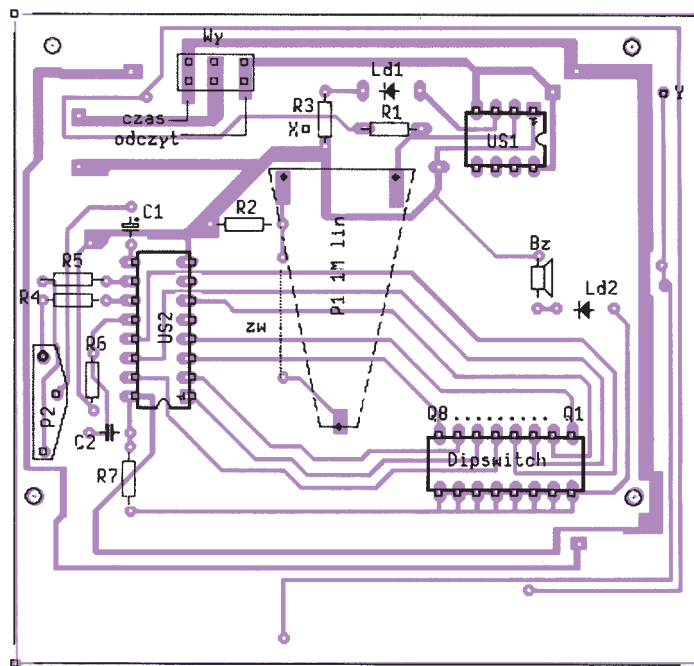 Wy
Ld1
R3
R1
Y
czas
odczyt
X
US1
C1
R2
P1 1M lin
Bz
R5
R4
US2
Ld2
ZW
R6
P2
Q8 ......... Q1
C2
Dipswitch
R7